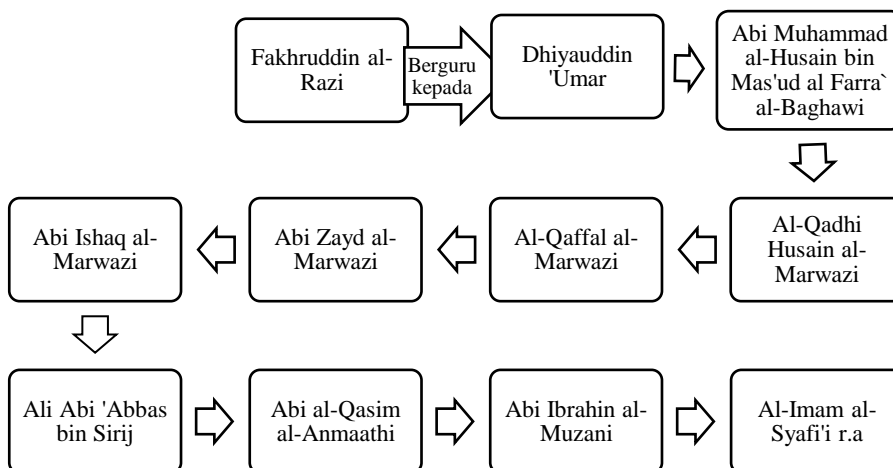 Fakhruddin al-
Razi
Berguru
kepada
Dhiyauddin
'Umar
Abi Muhammad
al-Husain bin
Mas'ud al Farra`
al-Baghawi
Al-Qadhi
Husain al-
Marwazi
Al-Qaffal al-
Marwazi
Abi Zayd al-
Marwazi
Abi Ishaq al-
Marwazi
Ali Abi 'Abbas
bin Sirij
Abi al-Qasim
al-Anmaathi
Abi Ibrahin al-
Muzani
Al-Imam al-
Syafi'i r.a